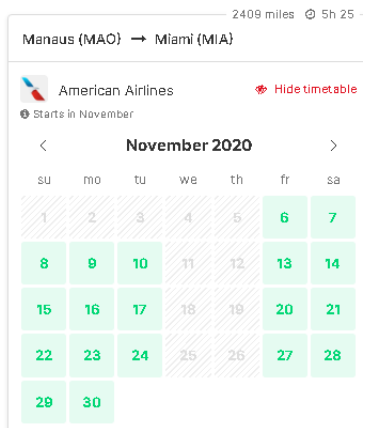 2409 miles 5h 25
Manaus (MAO) → Miami (MIA)
American Airlines Hide timetable
Starts in November
< November 2020 >
su mo tu we th fr sa
1 2 3 4 5 6 7
8 9 10 11 12 13 14
15 16 17 18 19 20 21
22 23 24 25 26 27 28
29 30